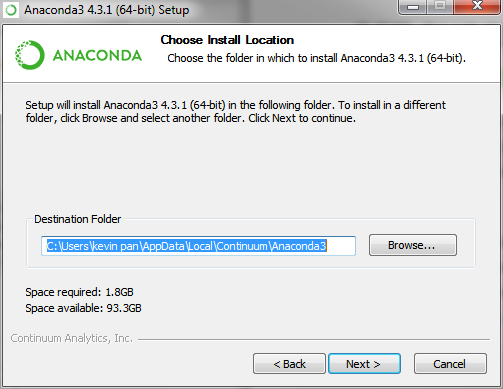 Anaconda3 4.3.1 (64-bit) Setup
ANACONDA
Choose Install Location
Choose the folder in which to install Anaconda3 4.3.1 (64-bit).
Setup will install Anaconda3 4.3.1 (64-bit) in the following folder. To install in a different
folder, click Browse and select another folder. Click Next to continue.
Destination Folder
C:\Users\kevin pan\AppData\Local\Continuum\Anaconda3
Browse...
Space required: 1.8GB
Space available: 93.3GB
Continuum Analytics, Inc.
< Back
Next >
Cancel